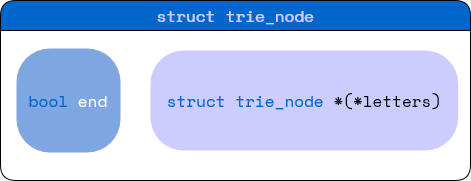 struct trie_node
bool end
struct trie_node *(*letters)